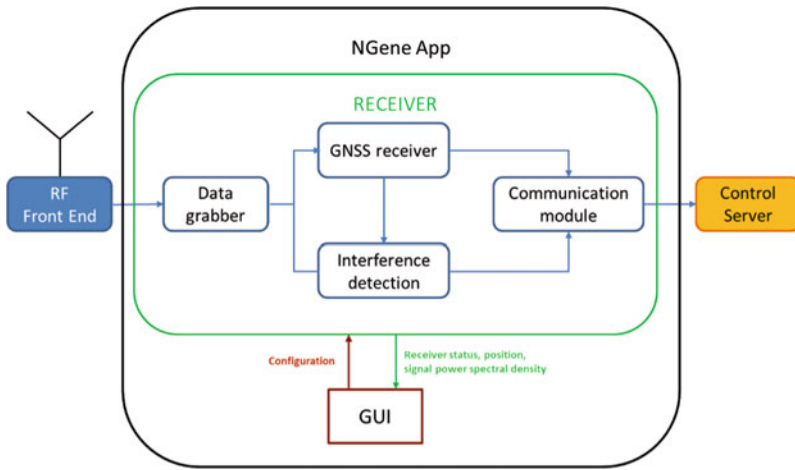 NGene App
RECEIVER
RF
Front End
Data
grabber
GNSS receiver
Interference
detection
Communication
module
Control
Server
Configuration
Receiver status, position,
signal power spectral density
GUI